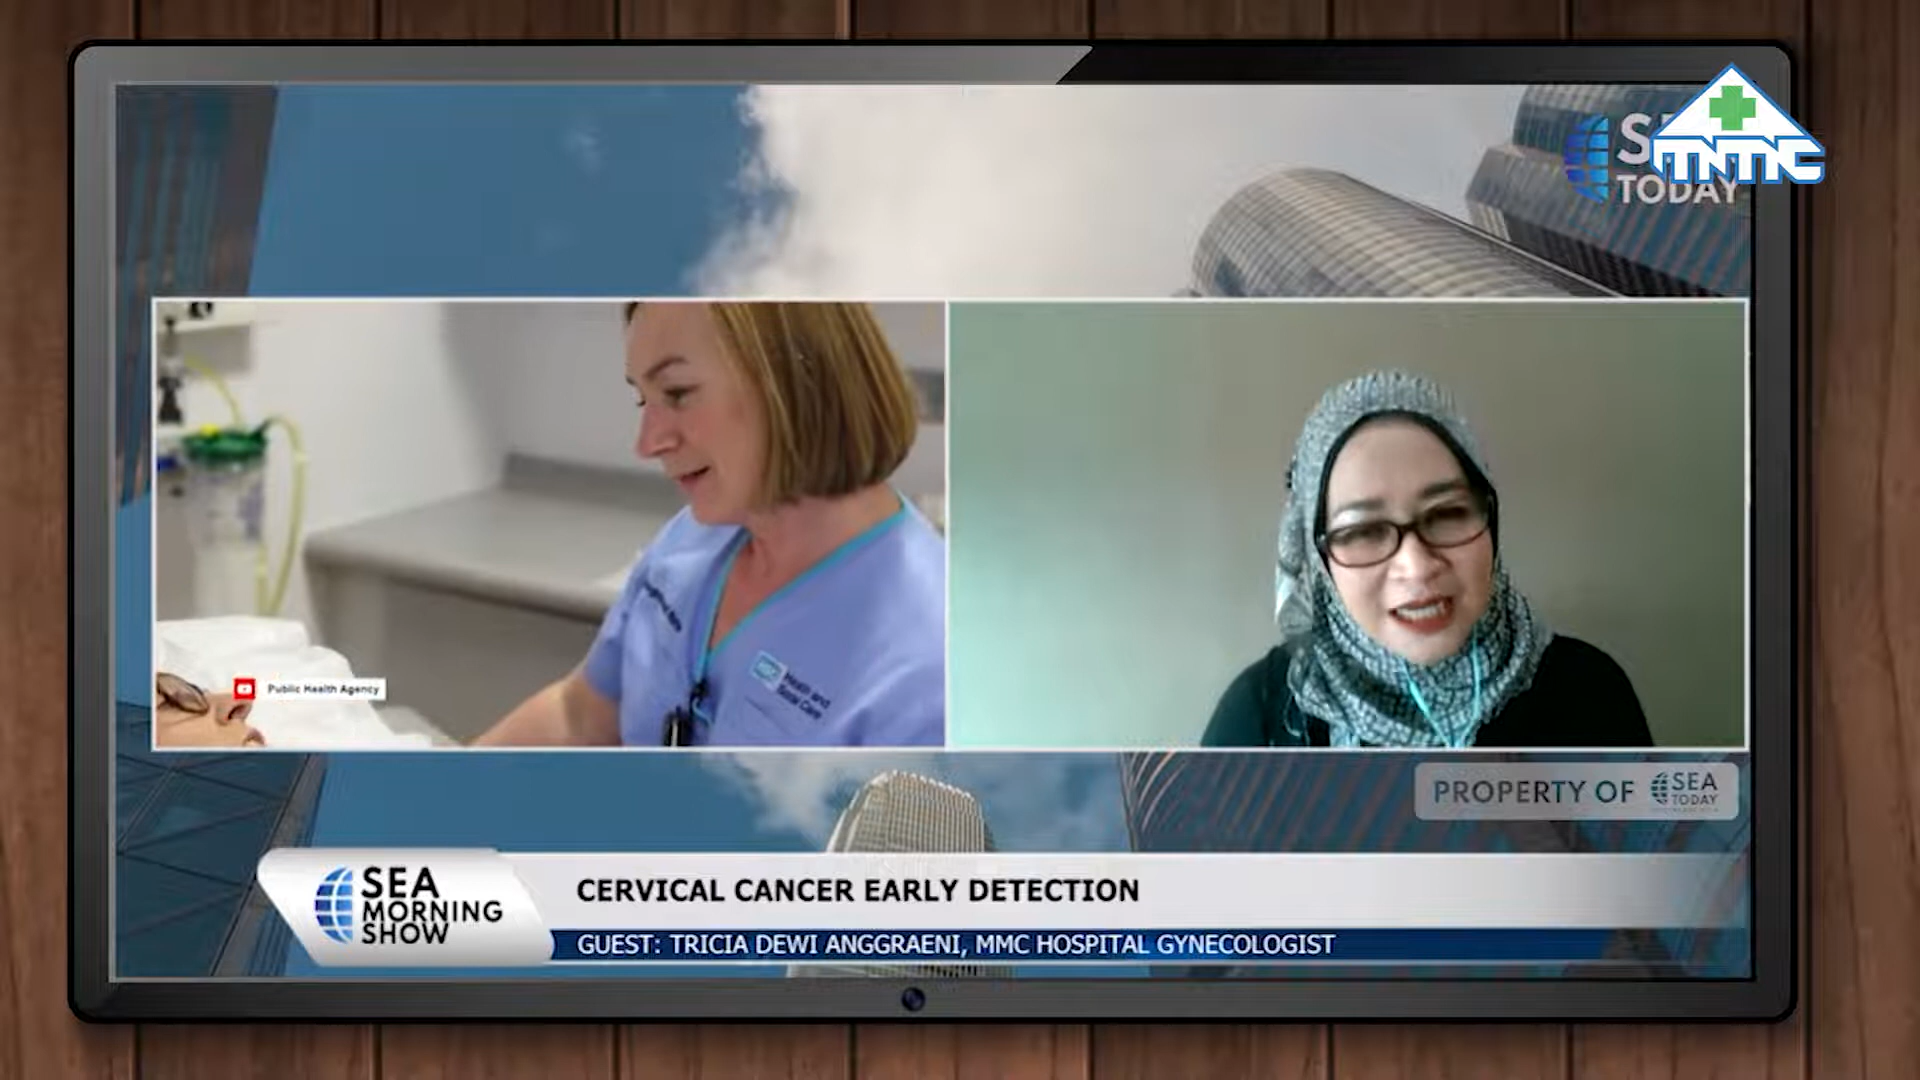 SEA
TODAY
TNTNC
Health and
Social Care
Public Health Agency
PROPERTY OF SEA TODAY
SEA
MORNING
SHOW
CERVICAL CANCER EARLY DETECTION
GUEST: TRICIA DEWI ANGGRAENI, MMC HOSPITAL GYNECOLOGIST